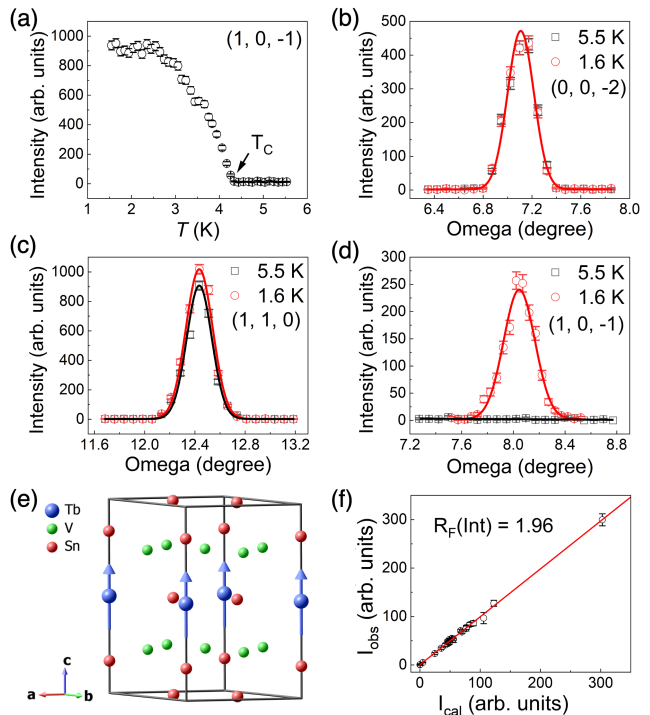 (a)
(1, 0, -1)
T_C
Intensity (arb. units)
0
200
400
600
800
1000
1 2 3 4 5 6
T (K)
(b)
5.5 K
1.6 K
(0, 0, -2)
Intensity (arb. units)
0
100
200
300
400
500
6.4 6.8 7.2 7.6 8.0
Omega (degree)
(c)
5.5 K
1.6 K
(1, 1, 0)
Intensity (arb. units)
0
200
400
600
800
1000
11.6 12.0 12.4 12.8 13.2
Omega (degree)
(d)
5.5 K
1.6 K
(1, 0, -1)
Intensity (arb. units)
0
50
100
150
200
250
300
7.2 7.6 8.0 8.4 8.8
Omega (degree)
(e)
Tb
V
Sn
c
a b
(f)
R_F(Int) = 1.96
I_obs (arb. units)
0
100
200
300
0 100 200 300
I_cal (arb. units)